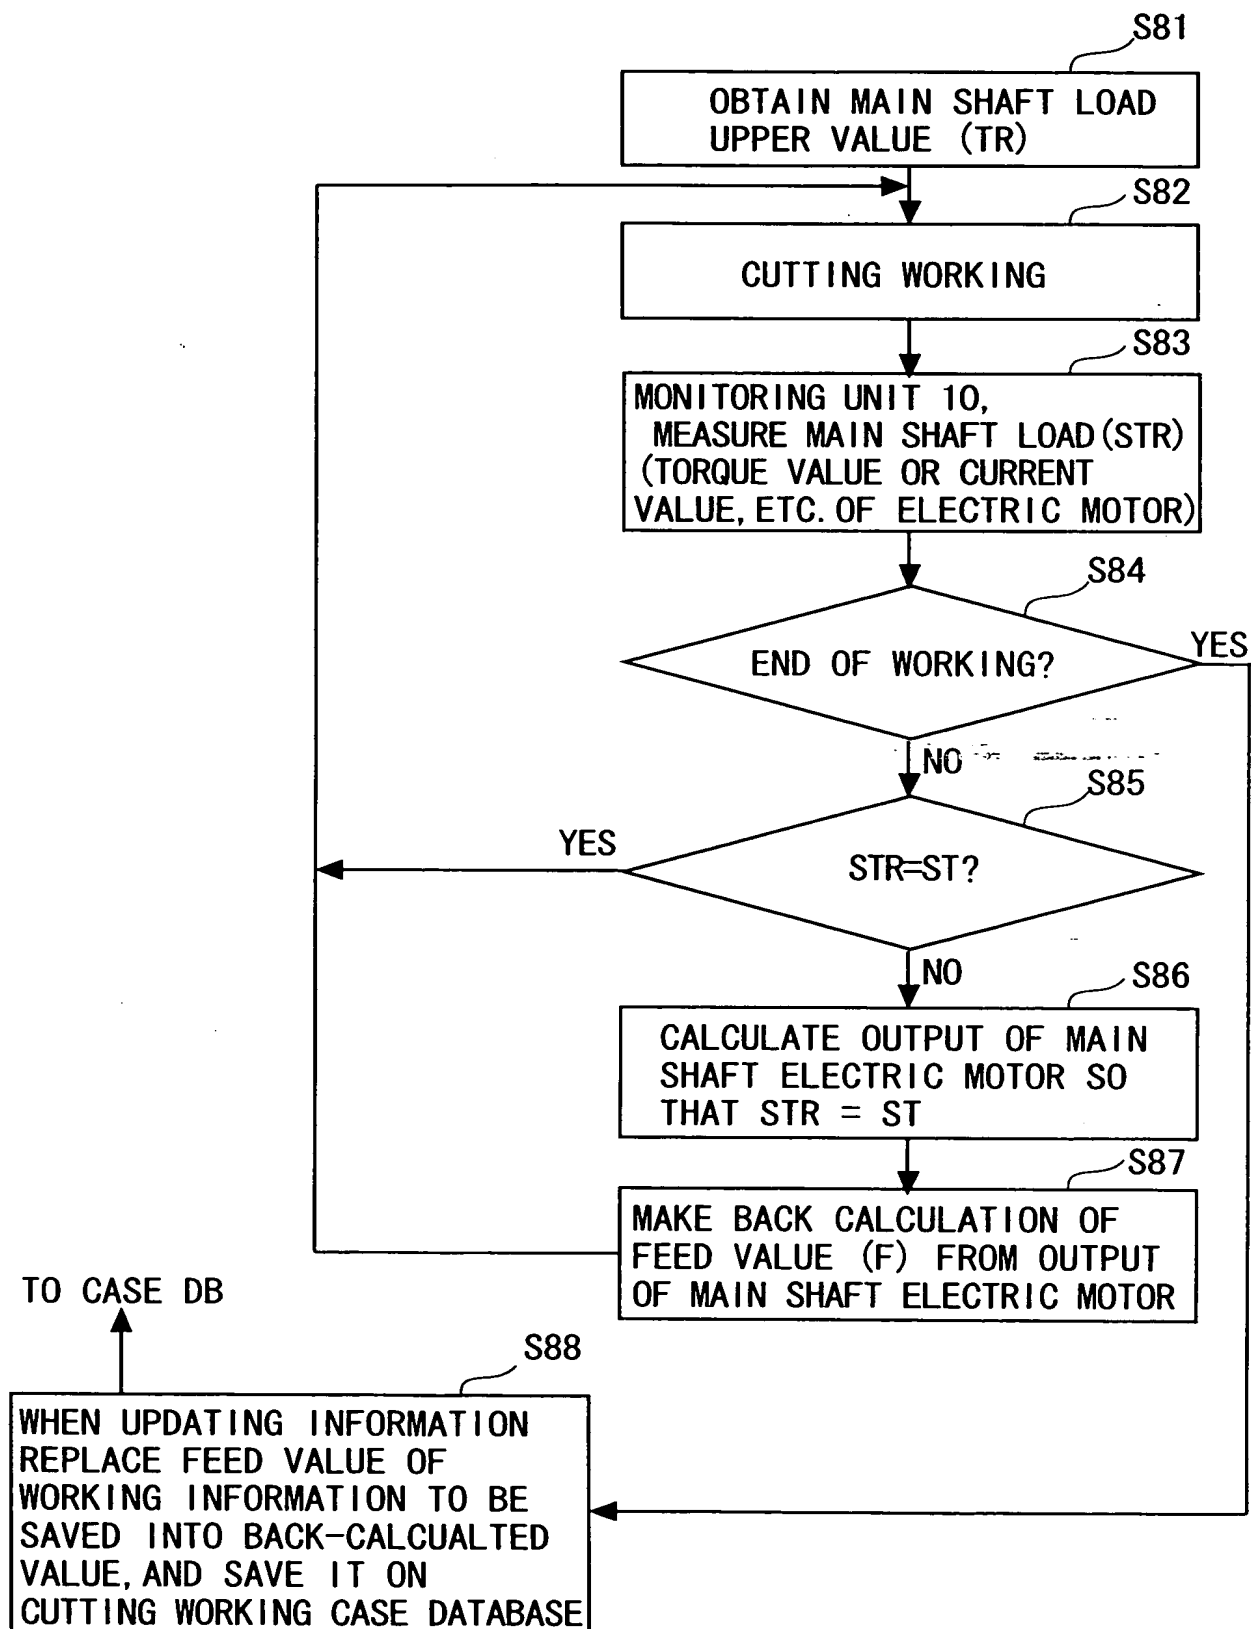 S81
OBTAIN MAIN SHAFT LOAD
UPPER VALUE (TR)
S82
CUTTING WORKING
S83
MONITORING UNIT 10,
MEASURE MAIN SHAFT LOAD(STR)
(TORQUE VALUE OR CURRENT
VALUE, ETC. OF ELECTRIC MOTOR)
S84
END OF WORKING?
YES
NO
S85
YES
STR=ST?
NO
S86
CALCULATE OUTPUT OF MAIN
SHAFT ELECTRIC MOTOR SO
THAT STR = ST
S87
MAKE BACK CALCULATION OF
FEED VALUE (F) FROM OUTPUT
OF MAIN SHAFT ELECTRIC MOTOR
TO CASE DB
S88
WHEN UPDATING INFORMATION
REPLACE FEED VALUE OF
WORKING INFORMATION TO BE
SAVED INTO BACK-CALCUALTED
VALUE, AND SAVE IT ON
CUTTING WORKING CASE DATABASE